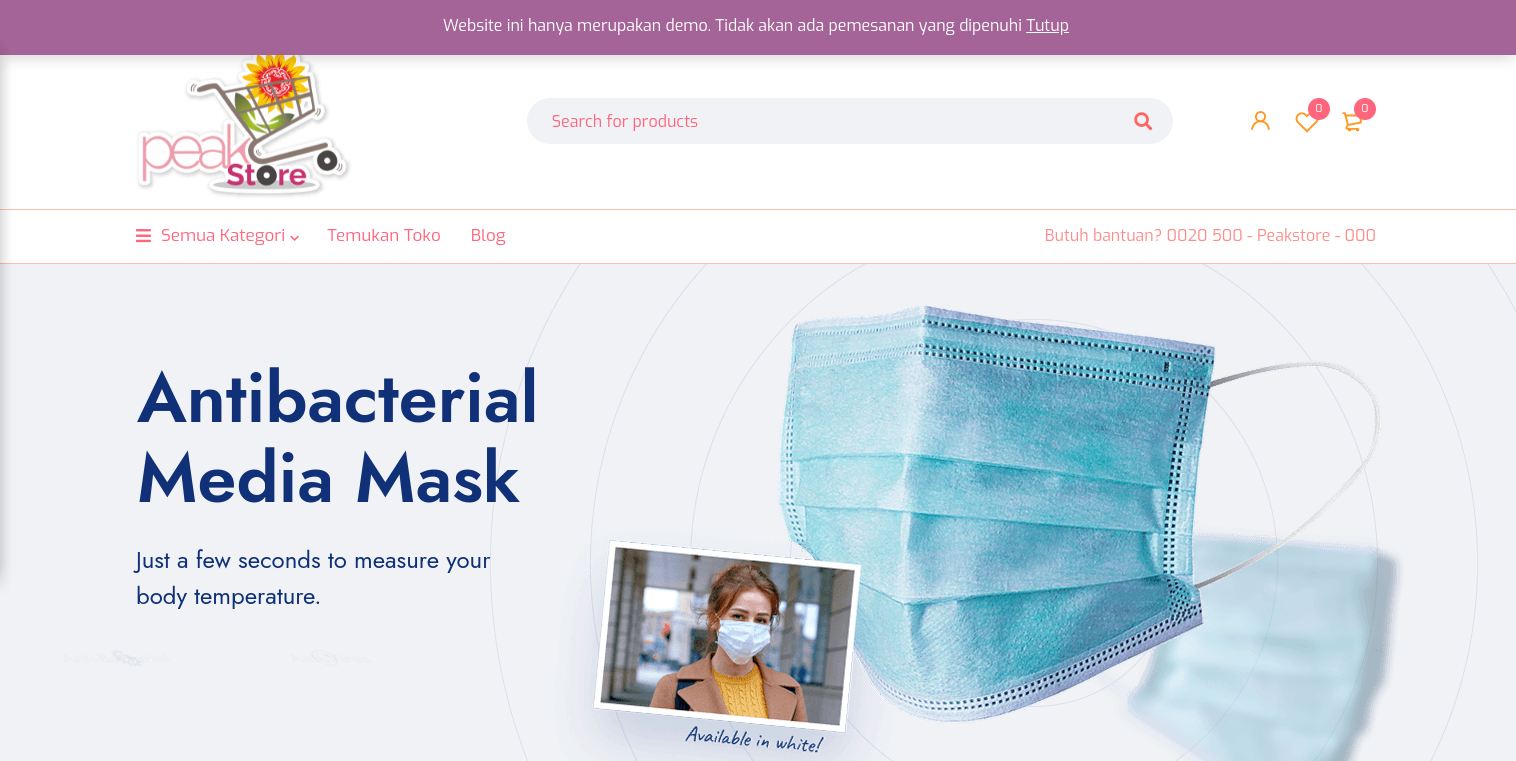 Website ini hanya merupakan demo. Tidak akan ada pemesanan yang dipenuhi Tutup
peak
Store
Search for products
0
0
Semua Kategori
Temukan Toko
Blog
Butuh bantuan? 0020 500 - Peakstore - 000
Antibacterial
Media Mask
Just a few seconds to measure your
body temperature.
Available in white!